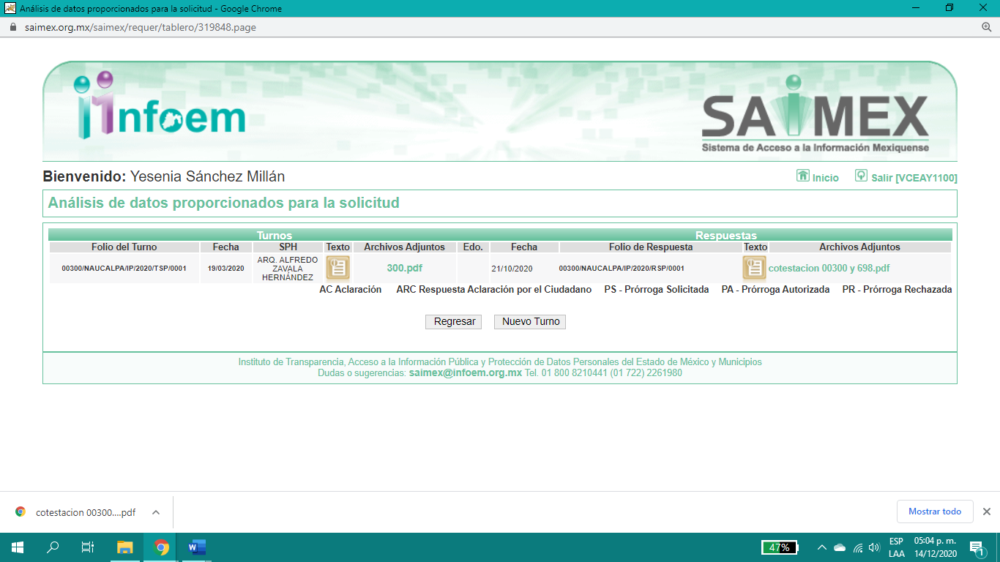 Análisis de datos proporcionados para la solicitud - Google Chrome
saimex.org.mx/saimex/requer/tablero/319848.page
infoem
SAIMEX
Sistema de Acceso a la Información Mexiquense
Bienvenido: Yesenia Sánchez Millán
Inicio Salir [VCEAY1100]
Análisis de datos proporcionados para la solicitud
Turnos Respuestas
Folio del Turno Fecha SPH Texto Archivos Adjuntos Edo. Fecha Folio de Respuesta Texto Archivos Adjuntos
00300/NAUCALPA/IP/2020/TSP/0001 19/03/2020 ARQ. ALFREDO ZAVALA HERNÁNDEZ 300.pdf 21/10/2020 00300/NAUCALPA/IP/2020/RSP/0001 cotestacion 00300 y 698.pdf
AC Aclaración ARC Respuesta Aclaración por el Ciudadano PS - Prórroga Solicitada PA - Prórroga Autorizada PR - Prórroga Rechazada
Regresar Nuevo Turno
Instituto de Transparencia, Acceso a la Información Pública y Protección de Datos Personales del Estado de México y Municipios
Dudas o sugerencias: saimex@infoem.org.mx Tel. 01 800 8210441 (01 722) 2261980
cotestacion 00300....pdf
Mostrar todo
47%
ESP
LAA
05:04 p. m.
14/12/2020
1